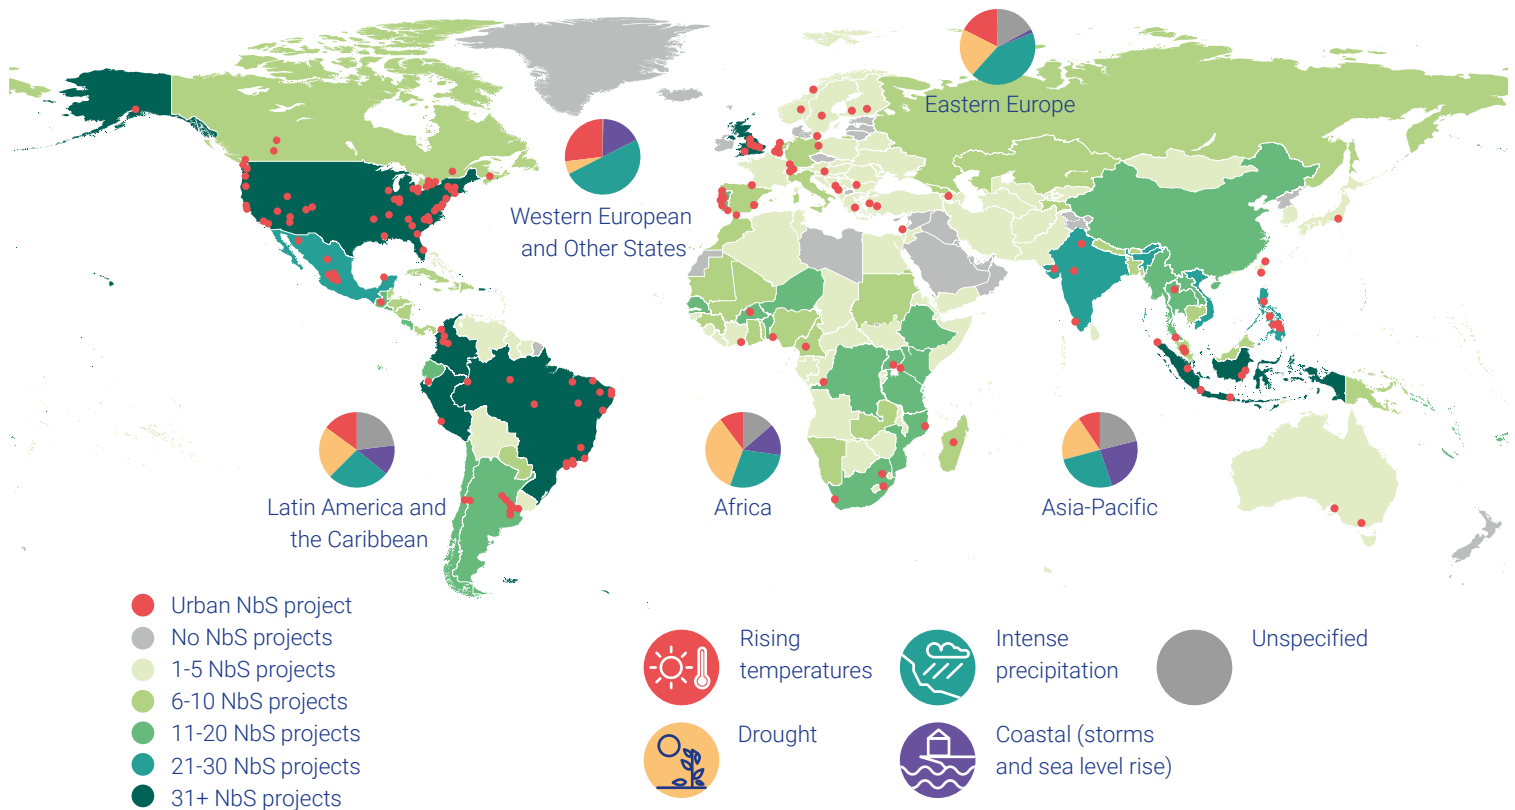 Eastern Europe
Western European
and Other States
Latin America and
the Caribbean
Africa
Asia-Pacific
Urban NbS project
No NbS projects
1-5 NbS projects
6-10 NbS projects
11-20 NbS projects
21-30 NbS projects
31+ NbS projects
Rising
temperatures
Intense
precipitation
Unspecified
Drought
Coastal (storms
and sea level rise)